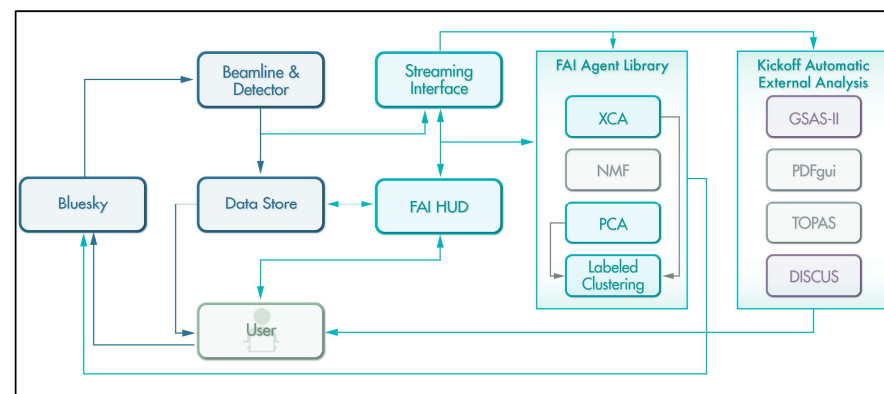 Beamline &
Detector
Streaming
Interface
FAI Agent Library
Kickoff Automatic
External Analysis
XCA
GSAS-II
NMF
PDFgui
Bluesky
Data Store
FAI HUD
PCA
TOPAS
Labeled
Clustering
DISCUS
User